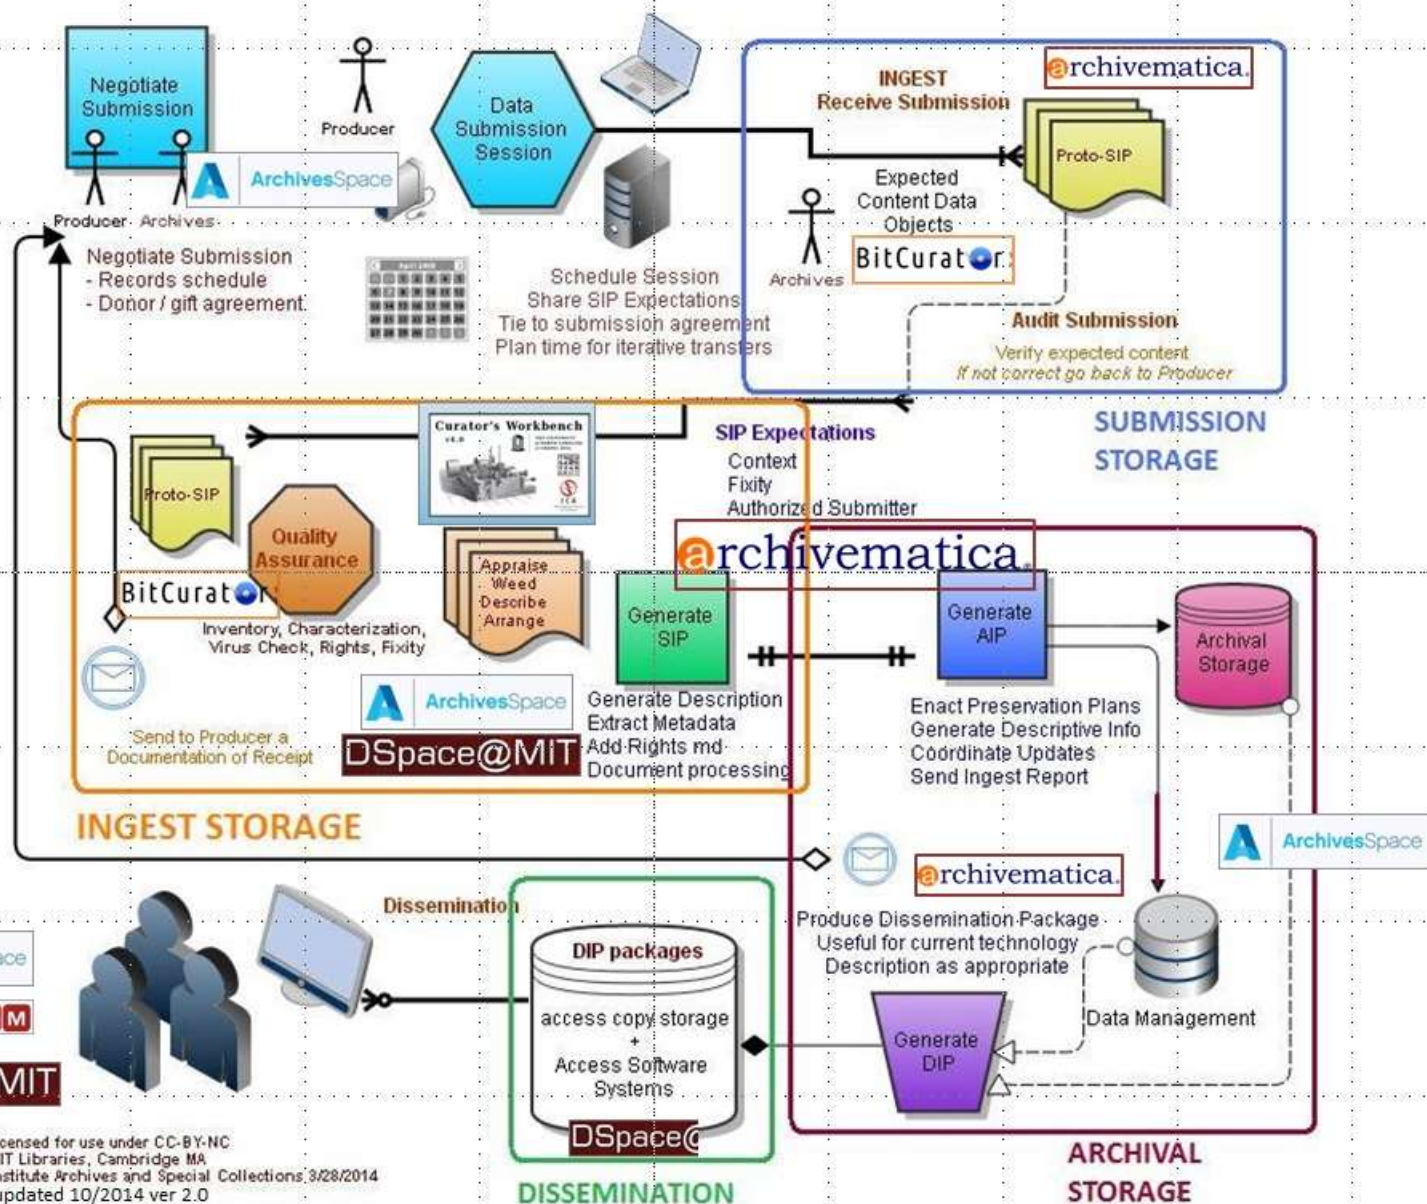 Negotiate
Submission
Producer
Archives
ArchivesSpace
Negotiate Submission
- Records schedule
- Donor / gift agreement
Producer
Data
Submission
Session
Schedule Session
Share SIP Expectations
Tie to submission agreement
Plan time for iterative transfers
INGEST
Receive Submission
archivematica.
Proto-SIP
Expected
Content Data
Objects
Archives
BitCurator
Audit Submission
Verify expected content
If not correct go back to Producer
SUBMISSION
STORAGE
Proto-SIP
Quality
Assurance
BitCurator
Inventory, Characterization,
Virus Check, Rights, Fixity
Send to Producer a
Documentation of Receipt
Curator's Workbench
Appraise
Weed
Describe
Arrange
SIP Expectations
Context
Fixity
Authorized Submitter
archivematica.
Generate
SIP
ArchivesSpace
DSpace@MIT
Generate Description
Extract Metadata
Add Rights md
Document processing
INGEST STORAGE
Generate
AIP
Archival
Storage
Enact Preservation Plans
Generate Descriptive Info
Coordinate Updates
Send Ingest Report
ArchivesSpace
archivematica.
Produce Dissemination Package
Useful for current technology
Description as appropriate
Data Management
Generate
DIP
ARCHIVAL
STORAGE
Dissemination
DIP packages
access copy storage
+
Access Software
Systems
DSpace@
DISSEMINATION
ace
M
MIT
censed for use under CC-BY-NC
IT Libraries, Cambridge MA
nstitute Archives and Special Collections 3/28/2014
updated 10/2014 ver 2.0